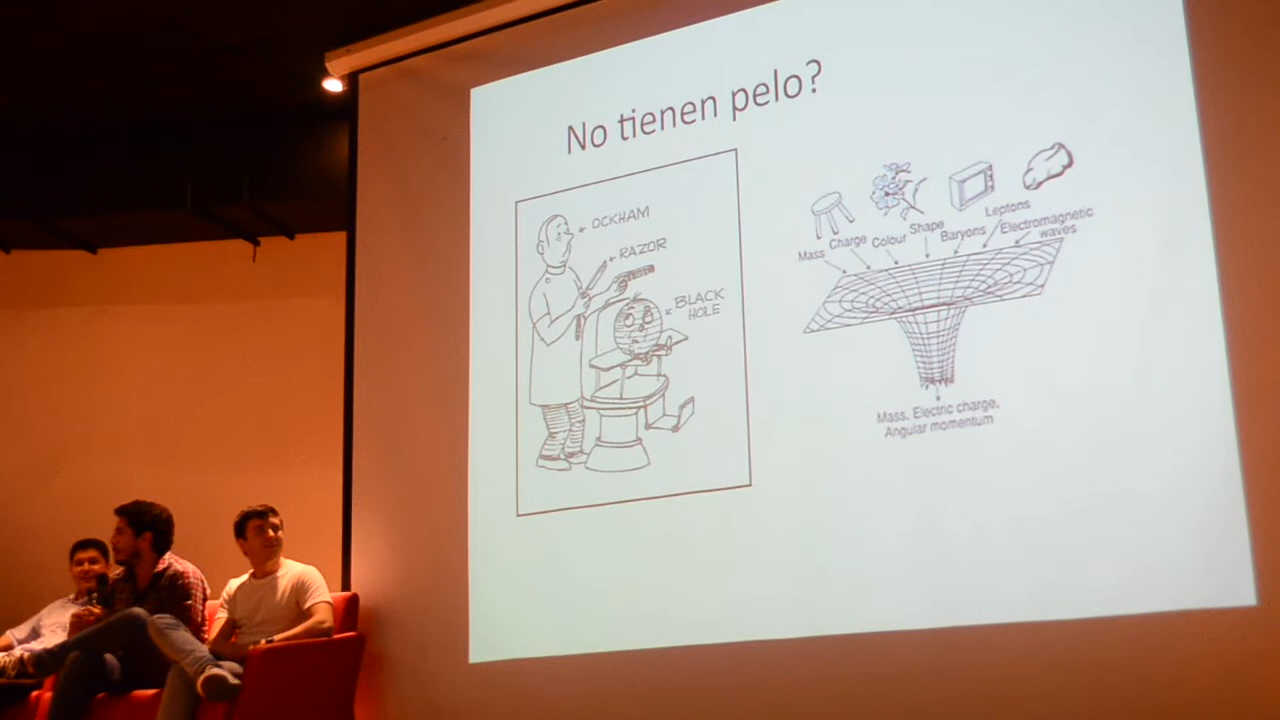 No tienen pelo?
OCKHAM
RAZOR
BLACK
HOLE
Mass
Charge
Colour
Shape
Baryons
Leptons
Electromagnetic
waves
Mass, Electric charge,
Angular momentum